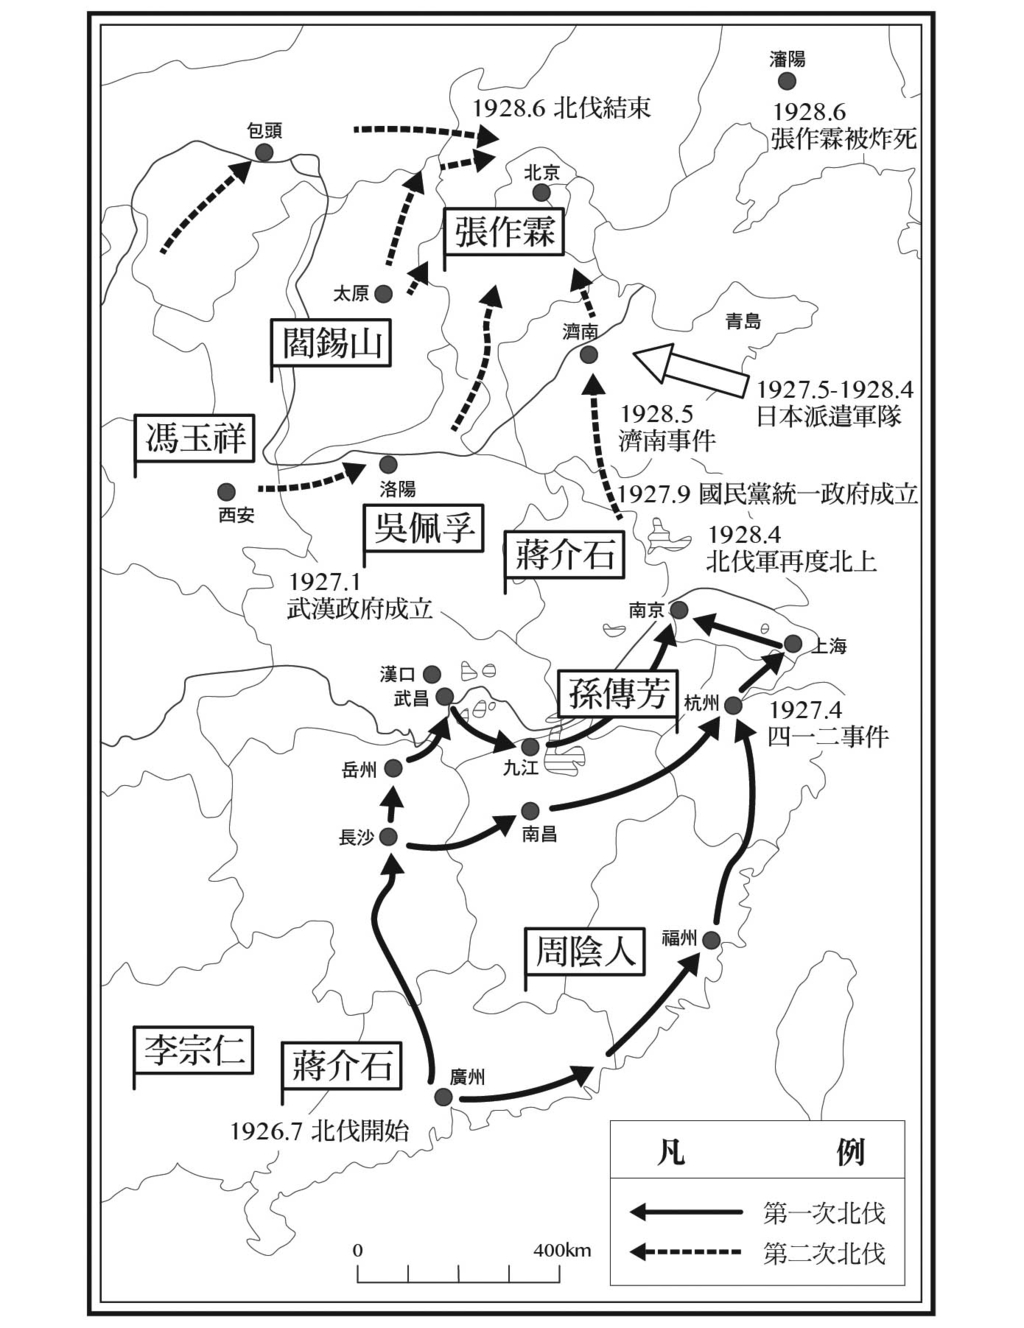 瀋陽
1928.6 北伐結束
1928.6
張作霖被炸死
包頭
北京
張作霖
太原
閻錫山
青島
濟南
1927.5-1928.4
日本派遣軍隊
1928.5
濟南事件
馮玉祥
洛陽
西安
1927.9 國民黨統一政府成立
吳佩孚
蔣介石
1928.4
北伐軍再度北上
1927.1
武漢政府成立
南京
上海
漢口
武昌
孫傳芳
杭州
1927.4
四一二事件
岳州
九江
長沙
南昌
周陰人
福州
李宗仁
蔣介石
廣州
1926.7 北伐開始
凡 例
第一次北伐
第二次北伐
0 400km